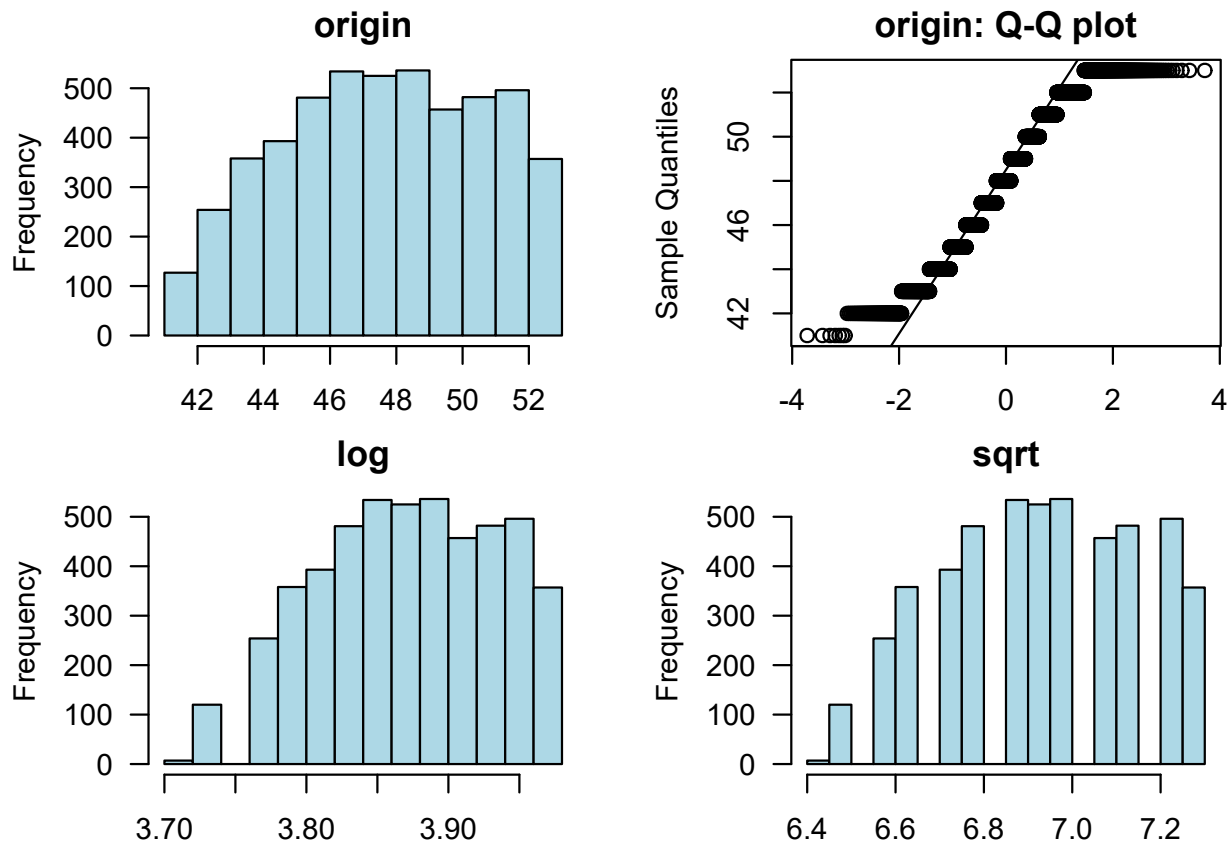 origin
Frequency
500
400
300
200
100
0
42 44 46 48 50 52
origin: Q-Q plot
Sample Quantiles
50
46
42
-4 -2 0 2 4
log
Frequency
500
400
300
200
100
0
3.70 3.80 3.90
sqrt
Frequency
500
400
300
200
100
0
6.4 6.6 6.8 7.0 7.2